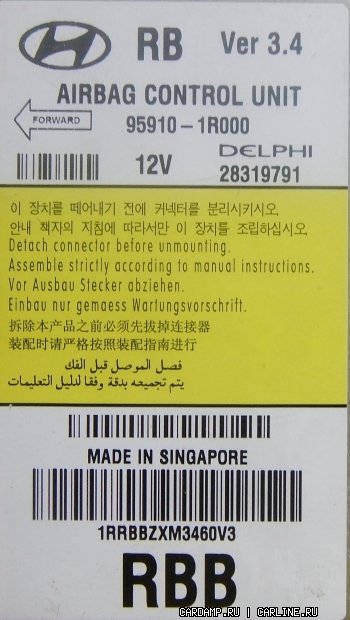 RB Ver 3.4
AIRBAG CONTROL UNIT
FORWARD
95910-1R000
12V
DELPHI
28319791
이 장치를 떼어내기 전에 커넥터를 분리시키시오.
안내 책자의 지침에 따라서만 이 장치를 조립하십시오.
Detach connector before unmounting.
Assemble strictly according to manual instructions.
Vor Ausbau Stecker abziehen.
Einbau nur gemaess Wartungsvorschrift.
拆除本产品之前必须先拔掉连接器
装配时请严格按照装配指南进行
فصل الموصل قبل الفك
يتم تجميعه بدقة وفقا لدليل التعليمات
MADE IN SINGAPORE
1RRBBZXM3460V3
RBB
CARDAMP.RU | CARLINE.RU